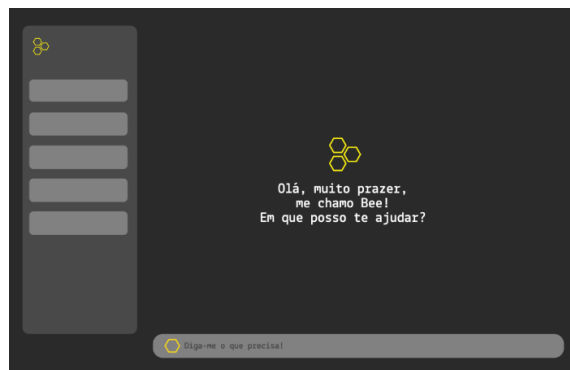 Olá, muito prazer,
me chamo Bee!
Em que posso te ajudar?
Diga-me o que precisa!